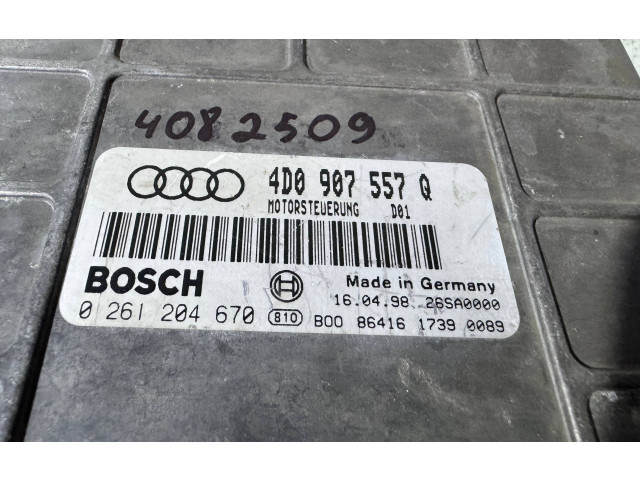 4082509
4D0 907 557 Q
MOTORSTEUERUNG D01
BOSCH
Made in Germany
16.04.98 26SA0000
0 261 204 670 B10 B00 86416 1739 0089